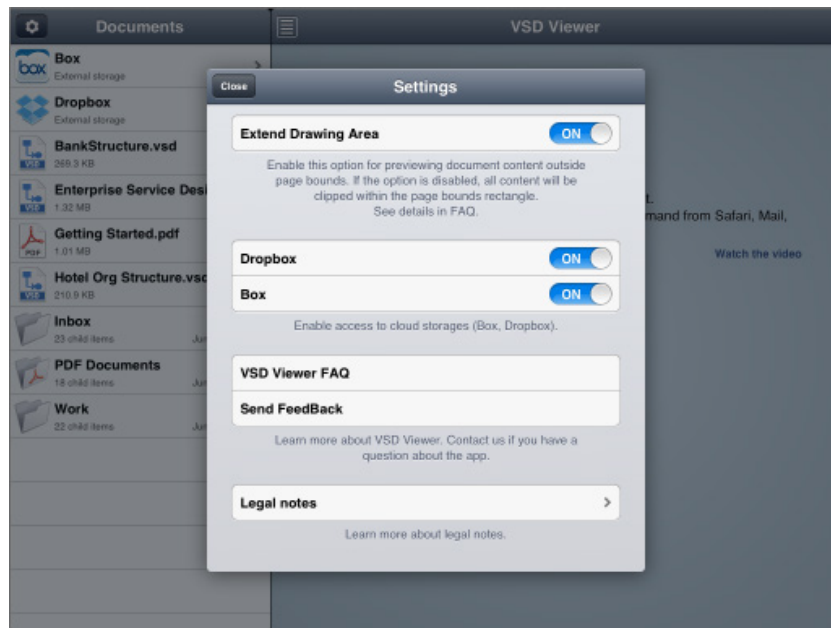 Documents
VSD Viewer
box
Box
External storage
Dropbox
External storage
BankStructure.vsd
VSD
269.3 KB
Enterprise Service Desi
VSD
1.32 MB
Getting Started.pdf
PDF
1.01 MB
Hotel Org Structure.vsd
VSD
210.9 KB
Inbox
23 child items
PDF Documents
18 child items
Work
22 child items
t.
mand from Safari, Mail,
Watch the video
Close
Settings
Extend Drawing Area
ON
Enable this option for previewing document content outside
page bounds. If the option is disabled, all content will be
clipped within the page bounds rectangle.
See details in FAQ.
Dropbox
ON
Box
ON
Enable access to cloud storages (Box, Dropbox).
VSD Viewer FAQ
Send FeedBack
Learn more about VSD Viewer. Contact us if you have a
question about the app.
Legal notes
Learn more about legal notes.